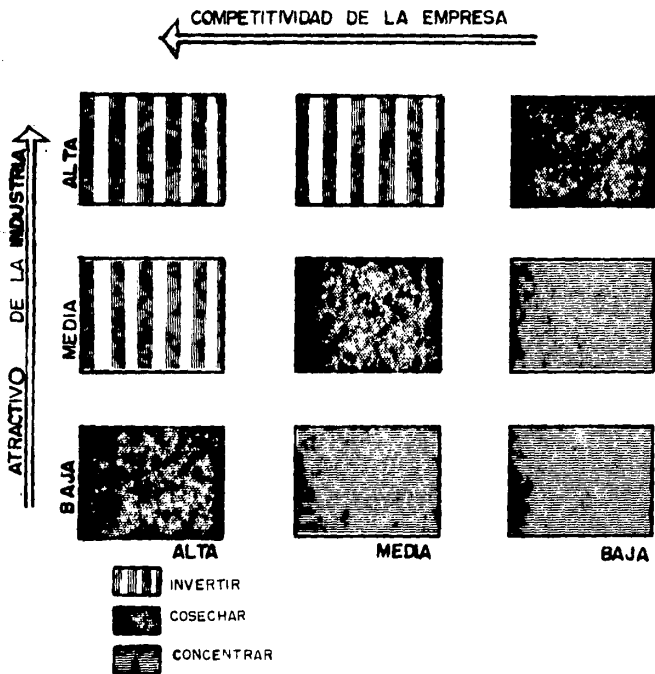 COMPETITIVIDAD DE LA EMPRESA
ATRACTIVO DE LA INDUSTRIA
ALTA
MEDIA
BAJA
ALTA MEDIA BAJA
INVERTIR
COSECHAR
CONCENTRAR